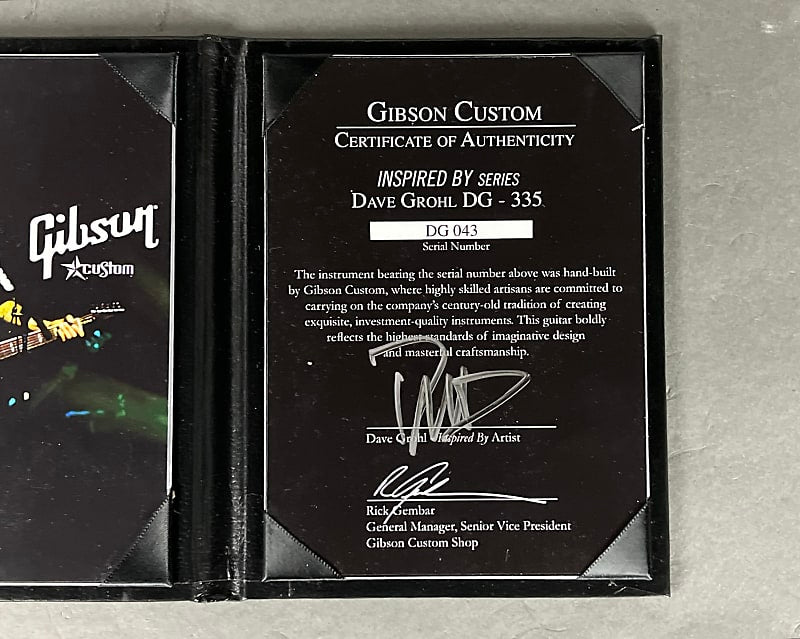 Gibson
custom
GIBSON CUSTOM
CERTIFICATE OF AUTHENTICITY
INSPIRED BY SERIES
DAVE GROHL DG - 335
DG 043
Serial Number
The instrument bearing the serial number above was hand-built
by Gibson Custom, where highly skilled artisans are committed to
carrying on the company's century-old tradition of creating
exquisite, investment-quality instruments. This guitar boldly
reflects the highest standards of imaginative design
and masterful craftsmanship.
Dave Grohl Inspired By Artist
Rick Gembar
General Manager, Senior Vice President
Gibson Custom Shop